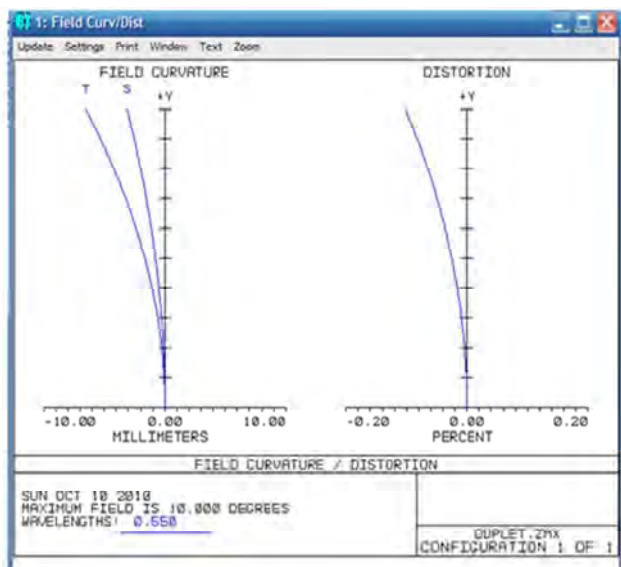 1: Field Curv/Dist
Update Settings Print Window Text Zoom
FIELD CURVATURE
T S +Y
-10.00 0.00 10.00
MILLIMETERS
DISTORTION
+Y
-0.20 0.00 0.20
PERCENT
FIELD CURVATURE / DISTORTION
SUN OCT 10 2010
MAXIMUM FIELD IS 10.000 DEGREES
WAVELENGTHS: 0.550
DUPLET.ZMX
CONFIGURATION 1 OF 1